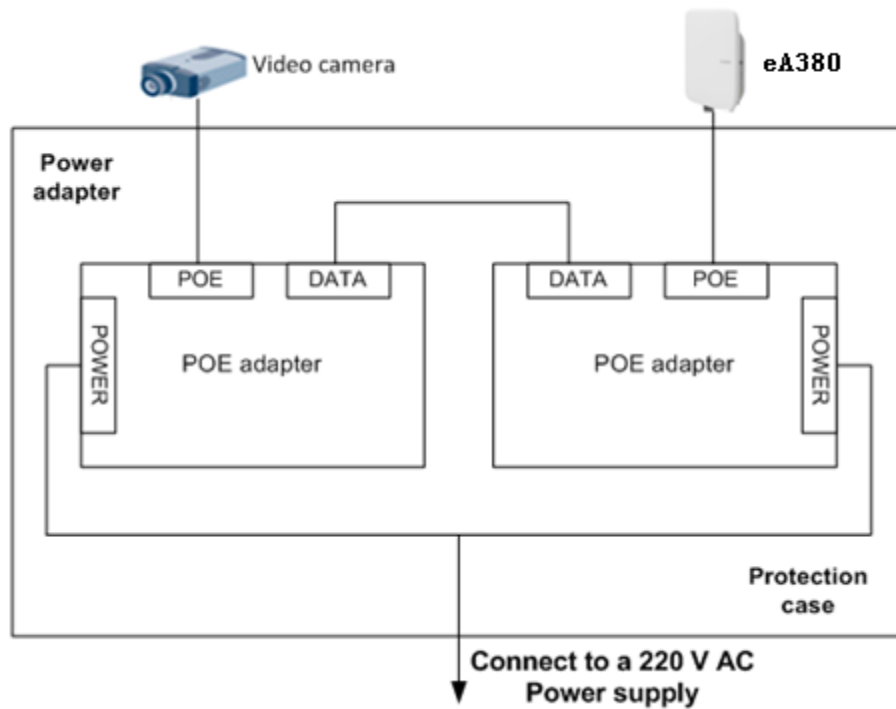 Video camera
eA380
Power
adapter
POE
DATA
DATA
POE
POWER
POE adapter
POE adapter
POWER
Protection
case
Connect to a 220 V AC
Power supply